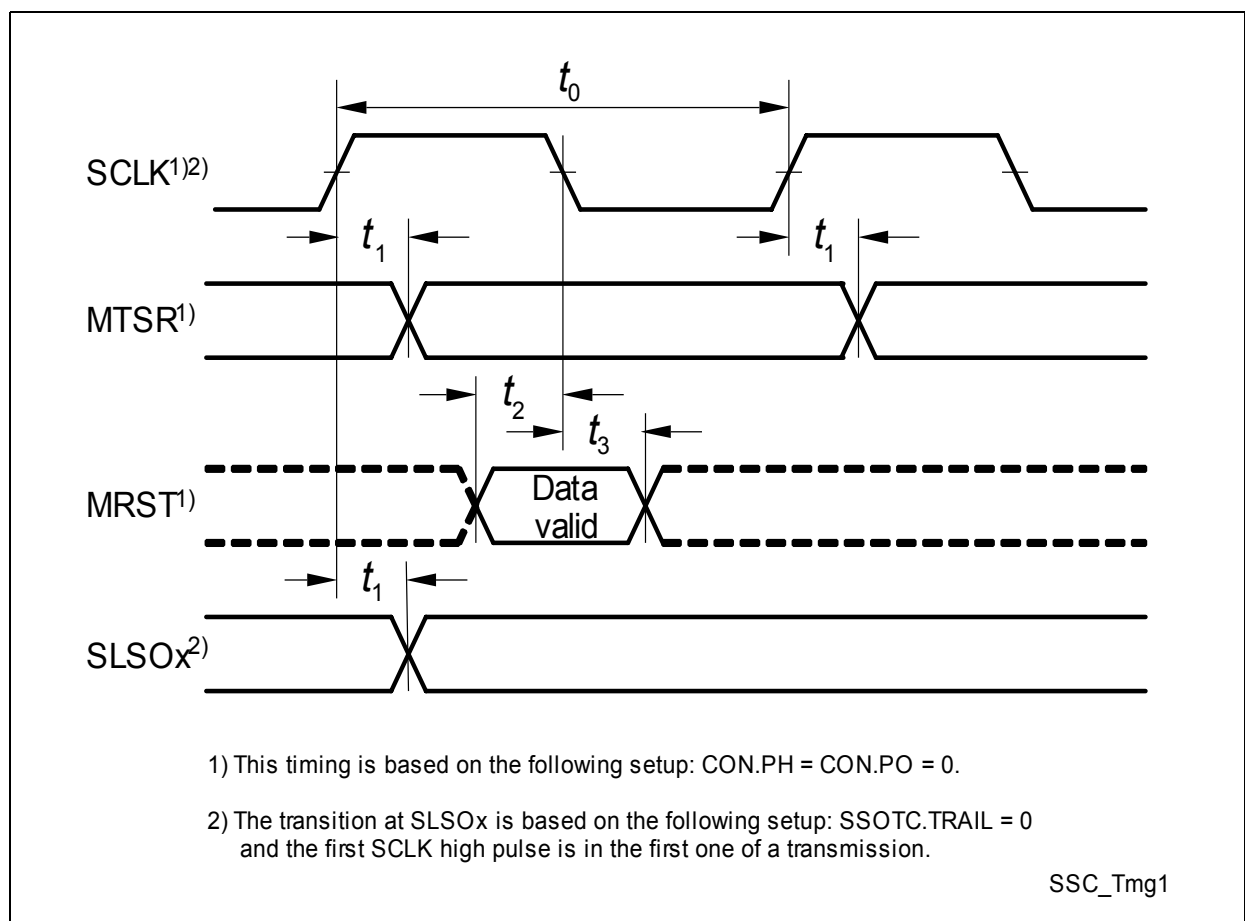 t0
SCLK1)2)
t1 t1
MTSR1)
t2
t3
MRST1) Data
valid
t1
SLSOx2)
1) This timing is based on the following setup: CON.PH = CON.PO = 0.
2) The transition at SLSOx is based on the following setup: SSOTC.TRAIL = 0
and the first SCLK high pulse is in the first one of a transmission.
SSC_Tmg1